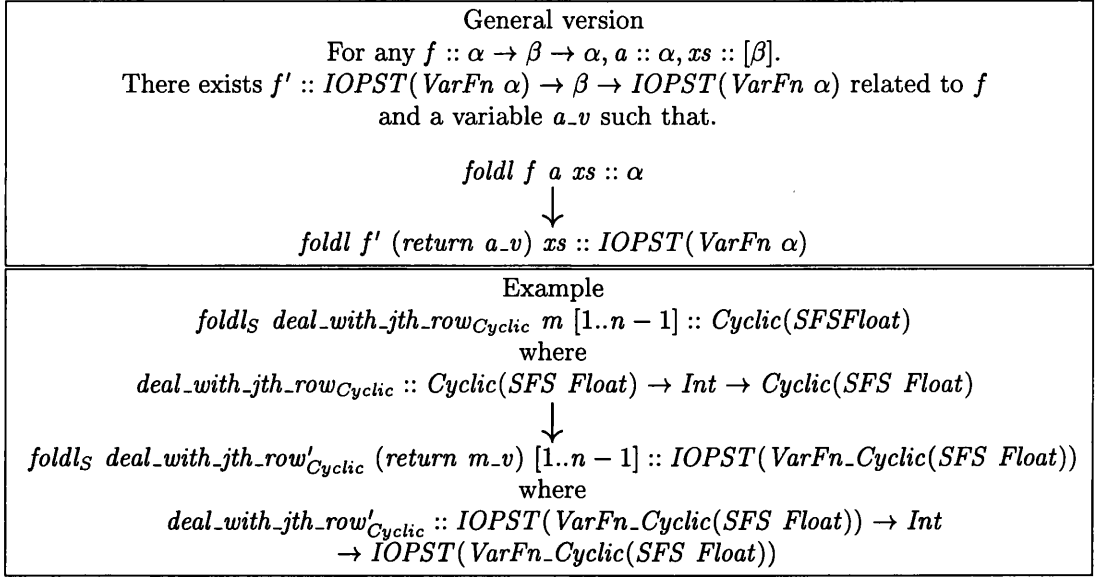 General version
For any f :: α → β → α, a :: α, xs :: [β].
There exists f' :: IOPST(VarFn α) → β → IOPST(VarFn α) related to f
and a variable a_v such that.
foldl f a xs :: α
↓
foldl f' (return a_v) xs :: IOPST(VarFn α)
Example
foldl_S deal_with_jth_row_Cyclic m [1..n − 1] :: Cyclic(SFSFloat)
where
deal_with_jth_row_Cyclic :: Cyclic(SFS Float) → Int → Cyclic(SFS Float)
↓
foldl_S deal_with_jth_row'_Cyclic (return m_v) [1..n − 1] :: IOPST(VarFn_Cyclic(SFS Float))
where
deal_with_jth_row'_Cyclic :: IOPST(VarFn_Cyclic(SFS Float)) → Int
→ IOPST(VarFn_Cyclic(SFS Float))